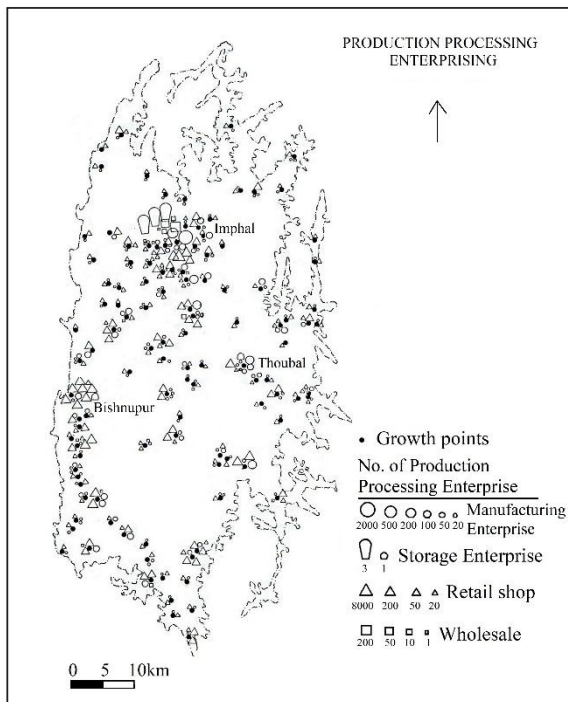 PRODUCTION PROCESSING
ENTERPRISING
Imphal
Thoubal
Bishnupur
Growth points
No. of Production
Processing Enterprise
Manufacturing
2000 500 200 100 50 20 Enterprise
Storage Enterprise
3 1
Retail shop
8000 200 50 20
Wholesale
200 50 10 1
0 5 10km